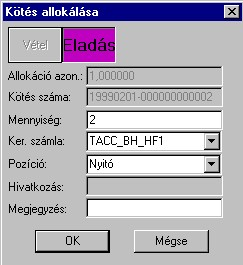 Kötés allokálása
Vétel Eladás
Allokáció azon.: 1,000000
Kötés száma: 19990201-000000000002
Mennyiség: 2
Ker. számla: TACC_BH_HF1
Pozíció: Nyitó
Hivatkozás:
Megjegyzés:
OK Mégse